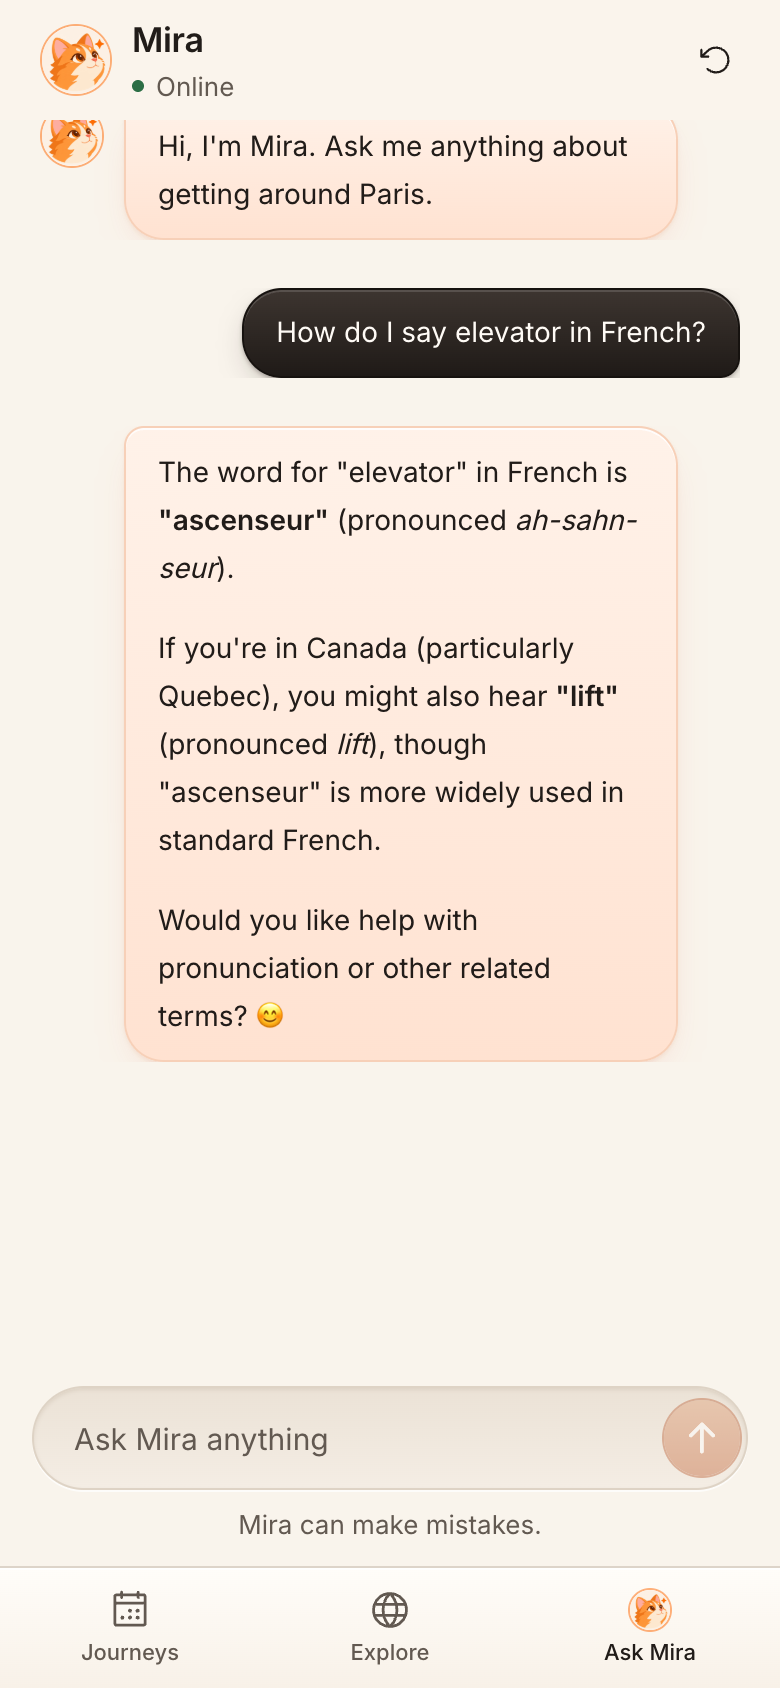 Mira
Online
Hi, I'm Mira. Ask me anything about
getting around Paris.
How do I say elevator in French?
The word for "elevator" in French is
"ascenseur" (pronounced ah-sahn-
seur).
If you're in Canada (particularly
Quebec), you might also hear "lift"
(pronounced lift), though
"ascenseur" is more widely used in
standard French.
Would you like help with
pronunciation or other related
terms? 😊
Ask Mira anything
Mira can make mistakes.
Journeys
Explore
Ask Mira